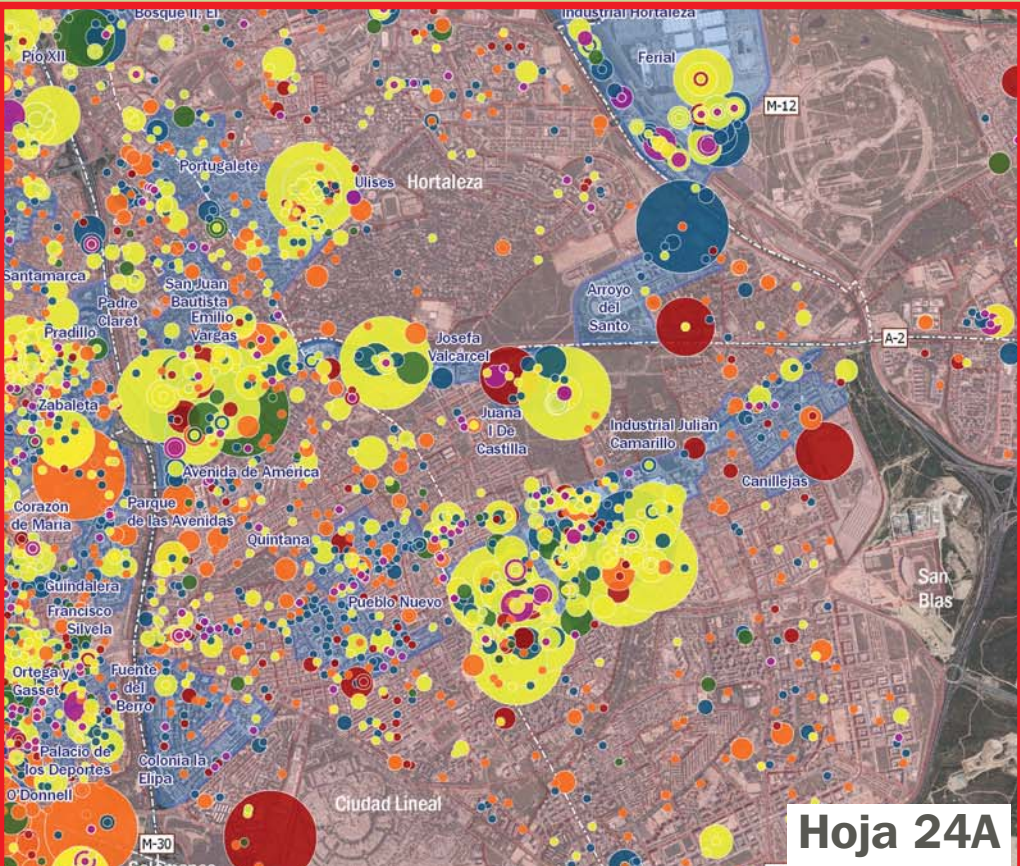 Bosque II, El
Industrial Hortaleza
Pío XII
Ferial
M-12
Portugalete
Ulises
Hortaleza
Santamarca
San Juan
Bautista
Padre
Claret
Emilio
Vargas
Pradillo
Arroyo
del
Santo
Josefa
Valcarcel
A-2
Zabaleta
Juana
I De
Castilla
Industrial Julian
Camarillo
Avenida de América
Canillejas
Corazón
de María
Parque
de las Avenidas
Quintana
Guindalera
San
Blas
Francisco
Silvela
Pueblo Nuevo
Ortega y
Gasset
Fuente
del
Berro
Palacio de
los Deportes
Colonia la
Elipa
O'Donnell
Ciudad Lineal
M-30
Salamanca
Hoja 24A